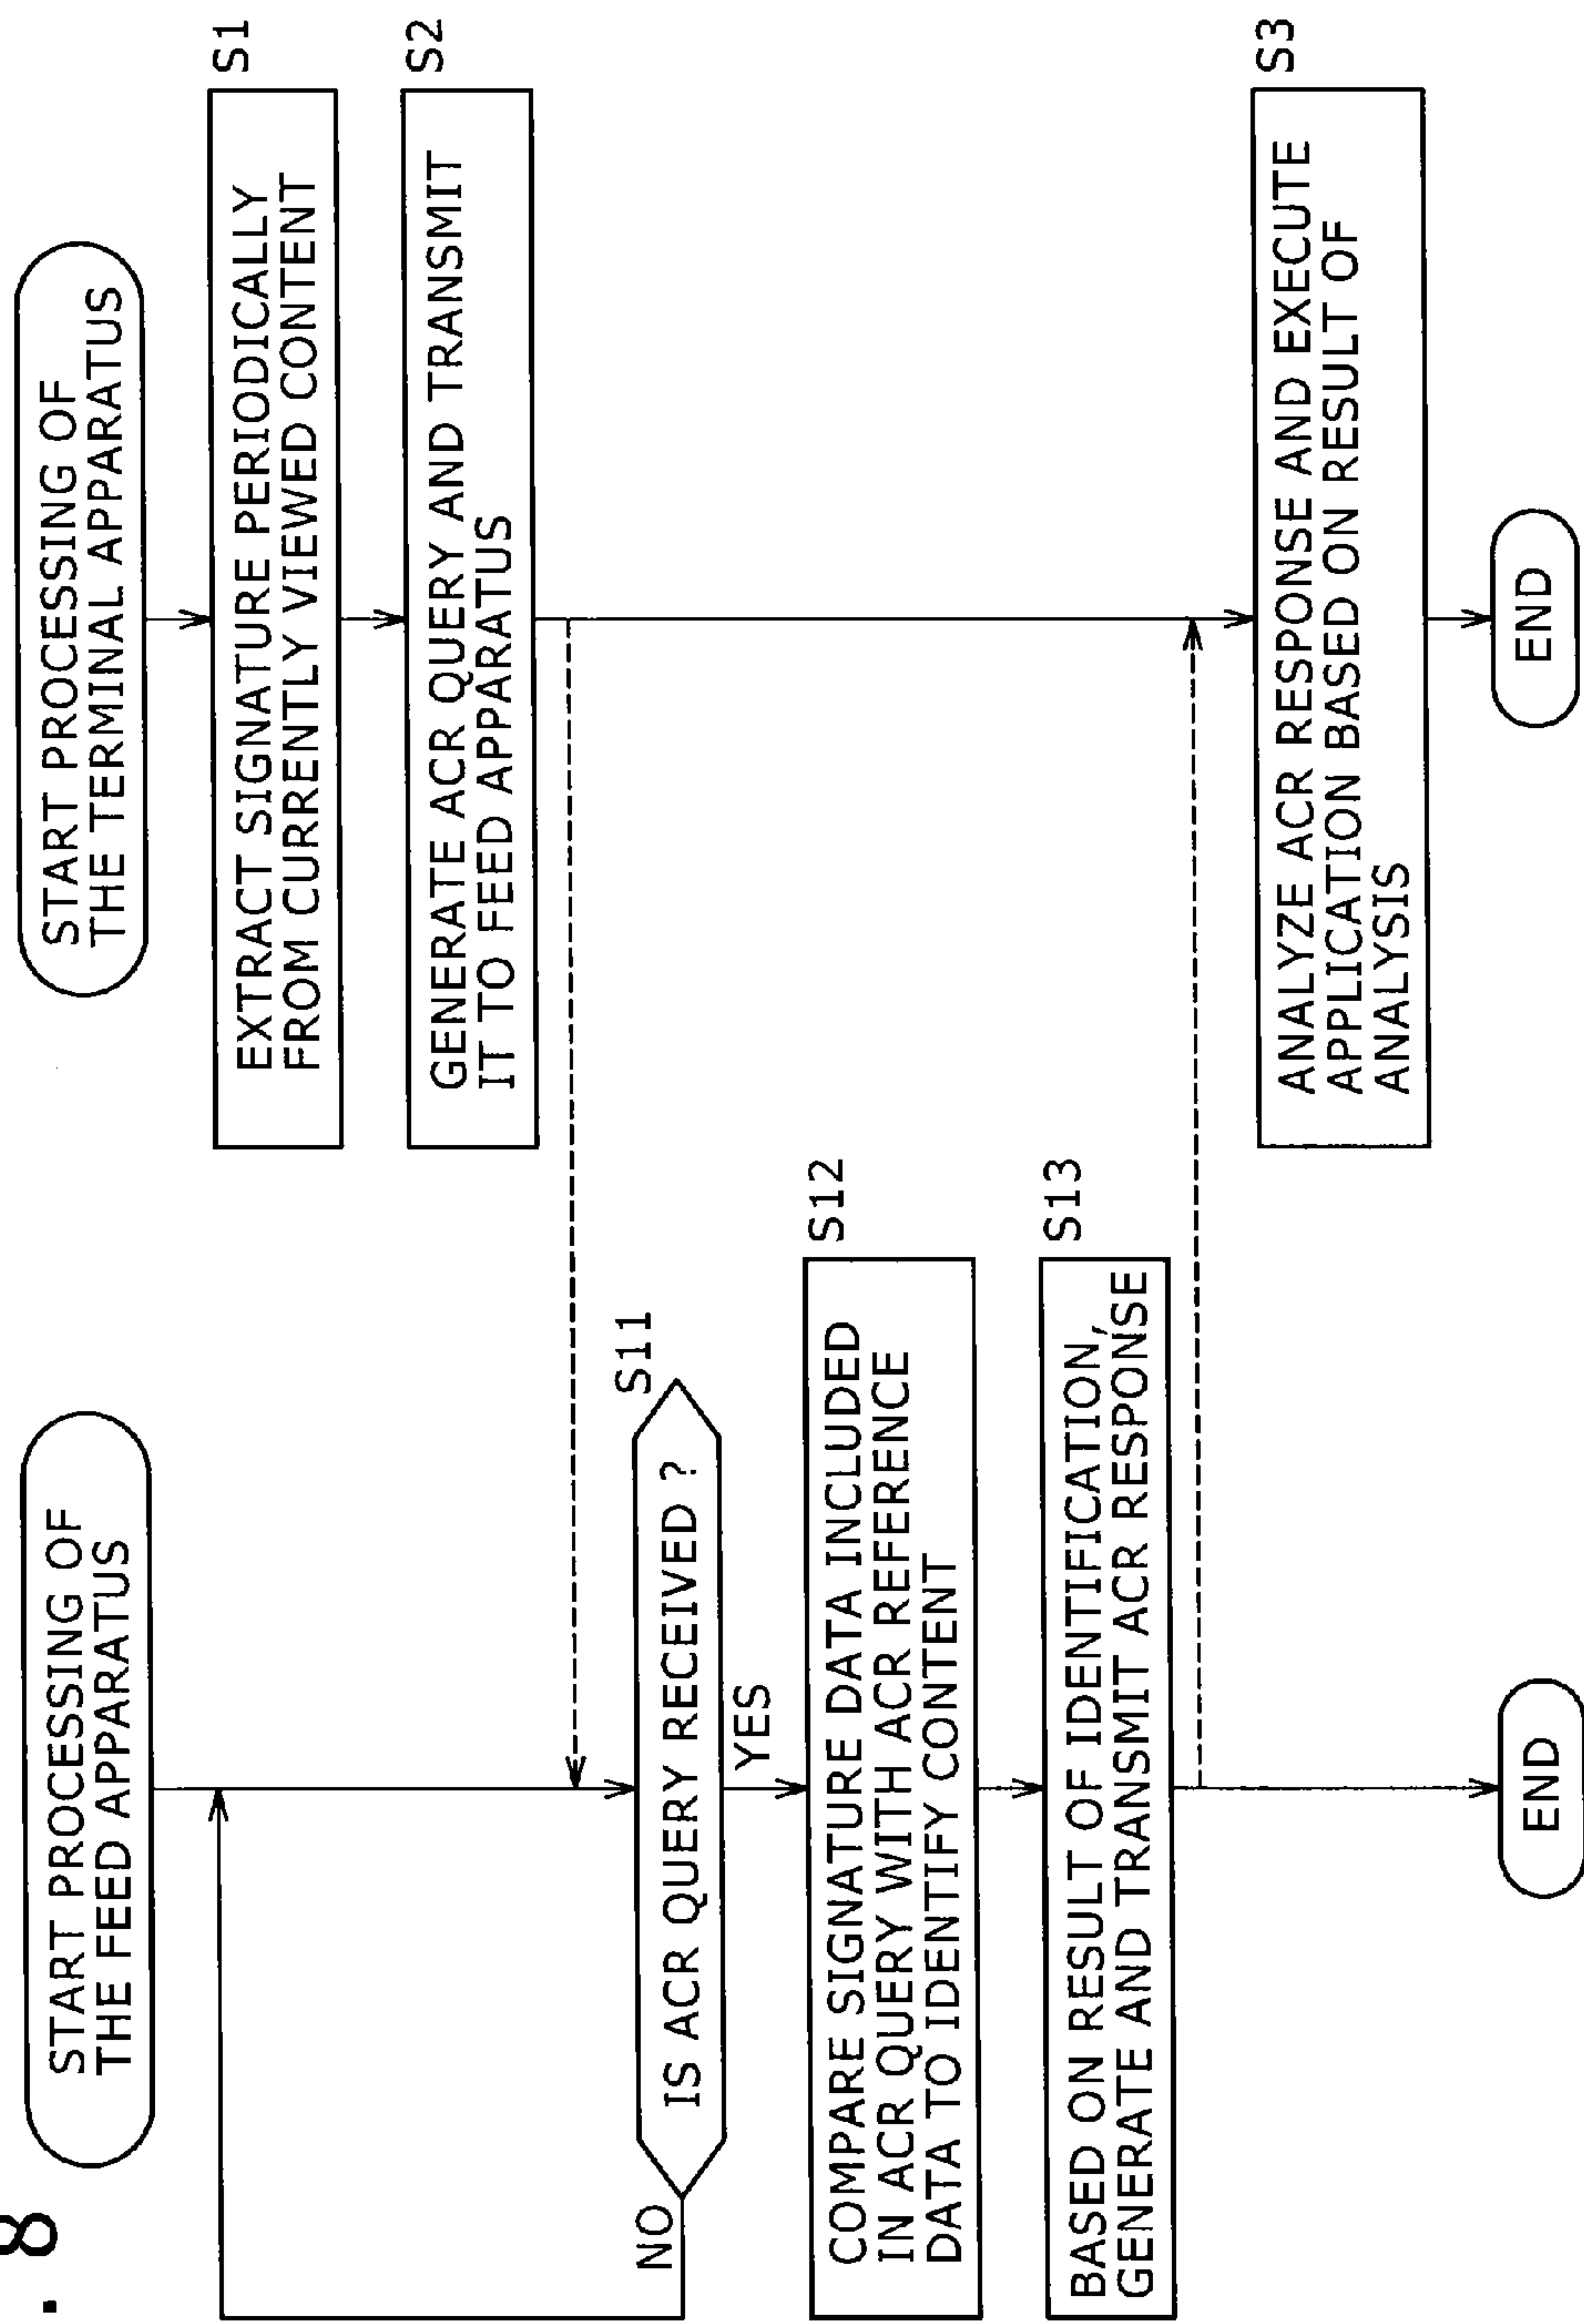 . 8
START PROCESSING OF
THE FEED APPARATUS
IS ACR QUERY RECEIVED ?
S11
NO
YES
COMPARE SIGNATURE DATA INCLUDED
IN ACR QUERY WITH ACR REFERENCE
DATA TO IDENTIFY CONTENT
S12
BASED ON RESULT OF IDENTIFICATION,
GENERATE AND TRANSMIT ACR RESPONSE
S13
END
START PROCESSING OF
THE TERMINAL APPARATUS
EXTRACT SIGNATURE PERIODICALLY
FROM CURRENTLY VIEWED CONTENT
S1
GENERATE ACR QUERY AND TRANSMIT
IT TO FEED APPARATUS
S2
ANALYZE ACR RESPONSE AND EXECUTE
APPLICATION BASED ON RESULT OF
ANALYSIS
S3
END